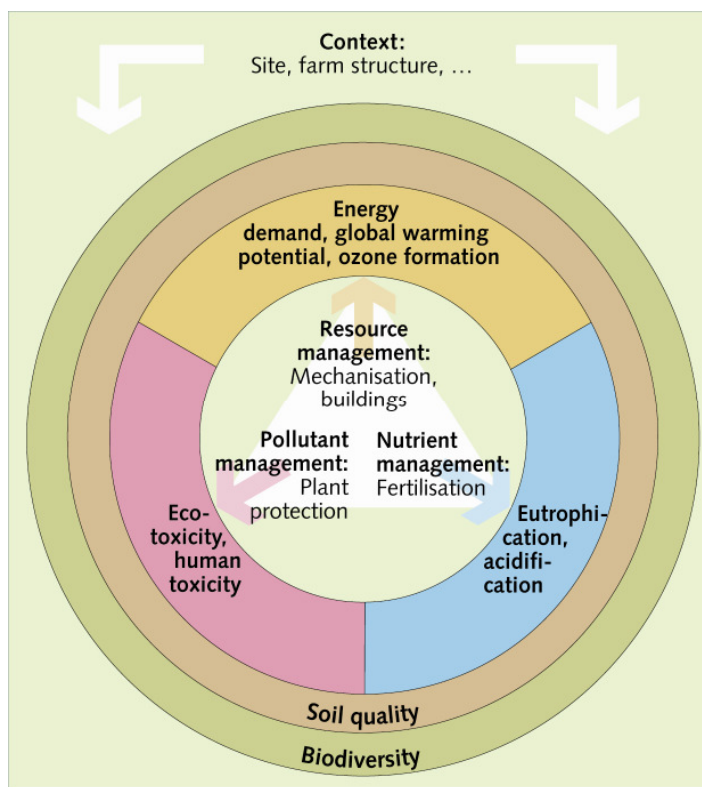 Context:
Site, farm structure, …
Energy
demand, global warming
potential, ozone formation
Resource
management:
Mechanisation,
buildings
Pollutant
management:
Plant
protection
Nutrient
management:
Fertilisation
Eco-
toxicity,
human
toxicity
Eutrophi-
cation,
acidifi-
cation
Soil quality
Biodiversity